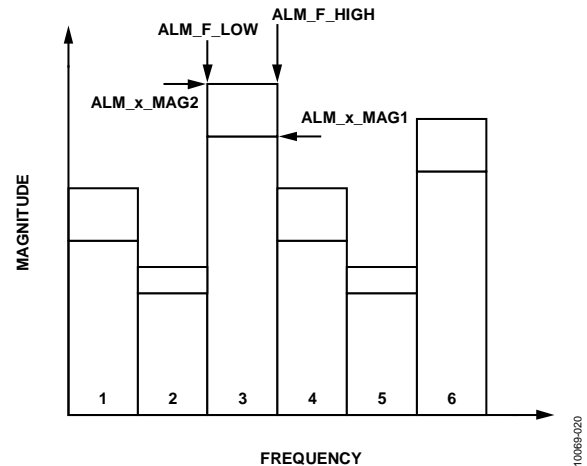 ALM_F_HIGH
ALM_F_LOW
ALM_x_MAG2
ALM_x_MAG1
MAGNITUDE
1 2 3 4 5 6
FREQUENCY
10069-020